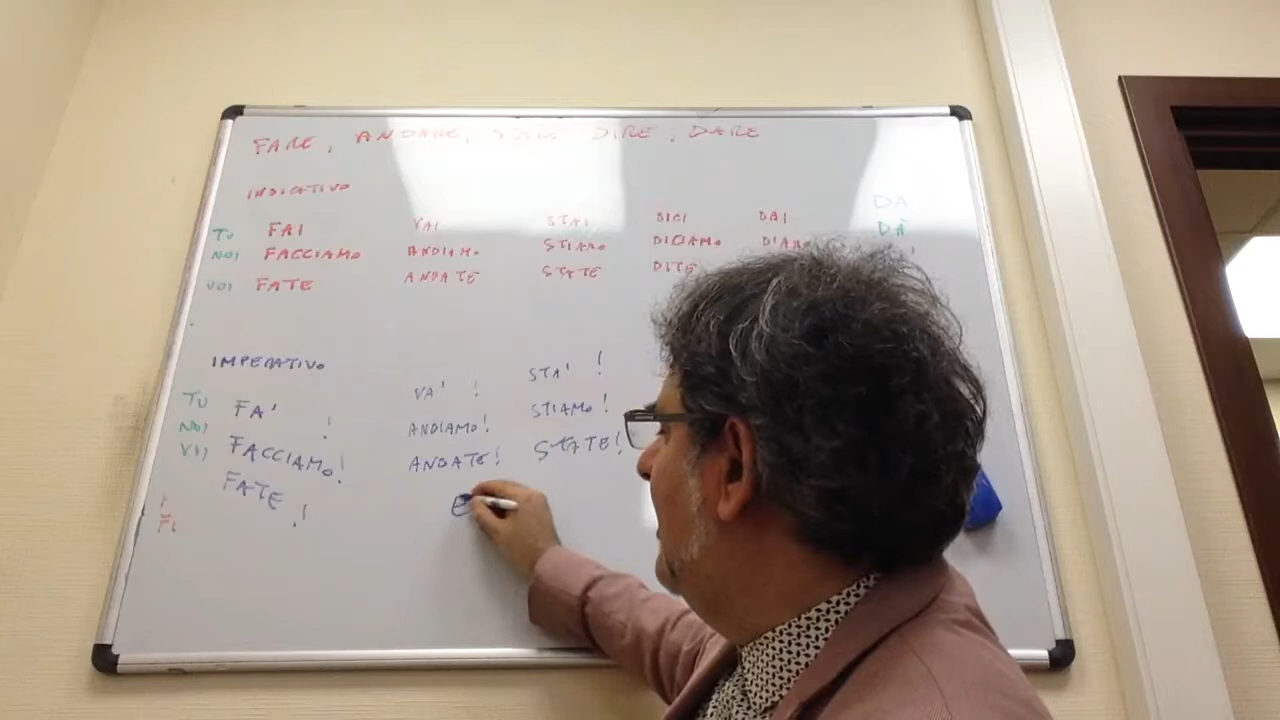 FARE, ANDARE, STARE DIRE, DARE
INDICATIVO
DA
TU FAI VAI STAI DICI DAI DÀ
NOI FACCIAMO ANDIAMO STIAMO DICIAMO
VOI FATE ANDATE STATE DITE
IMPERATIVO
TU FA' VA' ! STA' !
NOI FACCIAMO! ANDIAMO! STIAMO!
VOI FATE! ANDATE! STATE!